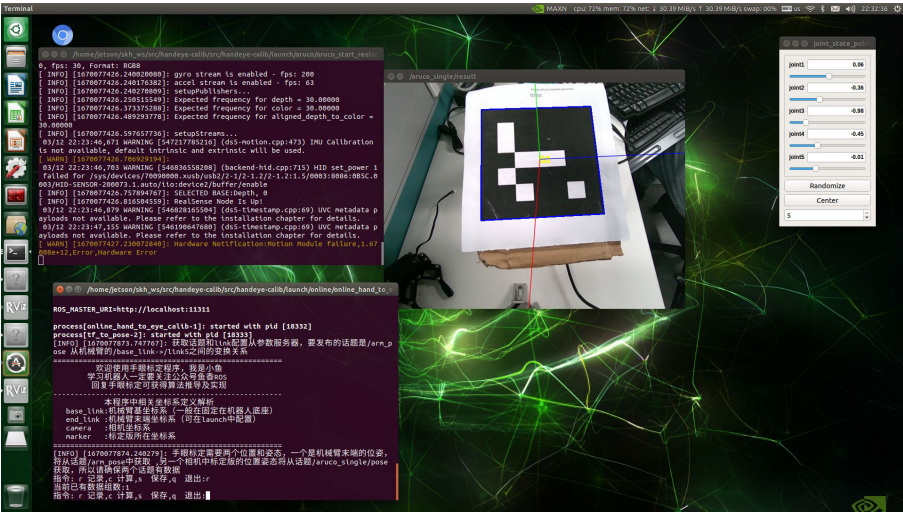 Terminal
MAXN cpu: 72% mem: 72% net: ↓ 30.39 MiB/s ↑ 30.39 MiB/s swap: 00% us 22:32:36
/home/jetson/skh_ws/src/handeye-calib/src/handeye-calib/launch/aruco/aruco_start_realse
0, fps: 30, Format: RGB8
[ INFO] [1670077426.240020080]: gyro stream is enabled - fps: 200
[ INFO] [1670077426.240176382]: accel stream is enabled - fps: 63
[ INFO] [1670077426.240270809]: setupPublishers...
[ INFO] [1670077426.250515549]: Expected frequency for depth = 30.00000
[ INFO] [1670077426.373375288]: Expected frequency for color = 30.00000
[ INFO] [1670077426.489293778]: Expected frequency for aligned_depth_to_color =
30.00000
[ INFO] [1670077426.597657736]: setupStreams...
03/12 22:23:46,671 WARNING [547217785216] (ds5-motion.cpp:473) IMU Calibration
is not available, default intrinsic and extrinsic will be used.
[ WARN] [1670077426.706929194]:
03/12 22:23:46,703 WARNING [546836558208] (backend-hid.cpp:715) HID set_power 1
failed for /sys/devices/70090000.xusb/usb2/2-1/2-1.2/2-1.2:1.5/0003:8086:0B5C.0
003/HID-SENSOR-200073.1.auto/iio:device2/buffer/enable
[ INFO] [1670077426.757894767]: SELECTED BASE:Depth, 0
[ INFO] [1670077426.816504559]: RealSense Node Is Up!
03/12 22:23:46,879 WARNING [546828165504] (ds5-timestamp.cpp:69) UVC metadata p
ayloads not available. Please refer to the installation chapter for details.
03/12 22:23:47,155 WARNING [546190647680] (ds5-timestamp.cpp:69) UVC metadata p
ayloads not available. Please refer to the installation chapter for details.
[ WARN] [1670077427.230072840]: Hardware Notification:Motion Module failure,1.67
008e+12,Error,Hardware Error
/aruco_single/result
joint_state_publ
joint1 0.06
joint2 -0.36
joint3 -0.98
joint4 -0.45
joint5 -0.01
Randomize
Center
5
/home/jetson/skh_ws/src/handeye-calib/src/handeye-calib/launch/online/online_hand_to_e
ROS_MASTER_URI=http://localhost:11311
process[online_hand_to_eye_calib-1]: started with pid [18332]
process[tf_to_pose-2]: started with pid [18333]
[INFO] [1670077873.747767]: 获取话题和link配置从参数服务器，要发布的话题是/arm_p
ose 从机械臂的/base_link->/link5之间的变换关系
欢迎使用手眼标定程序，我是小鱼
学习机器人一定要关注公众号鱼香ROS
回复手眼标定可获得算法推导及实现
本程序中相关坐标系定义解析
base_link:机械臂基坐标系（一般在固定在机器人底座）
end_link :机械臂末端坐标系（可在launch中配置）
camera :相机坐标系
marker :标定版所在坐标系
[INFO] [1670077874.240279]: 手眼标定需要两个位置和姿态，一个是机械臂末端的位姿，
将从话题/arm_pose中获取 ,另一个相机中标定版的位置姿态将从话题/aruco_single/pose
获取，所以请确保两个话题有数据
指令: r 记录,c 计算,s 保存,q 退出:r
当前已有数据组数:1
指令: r 记录,c 计算,s 保存,q 退出:
RViz
RViz